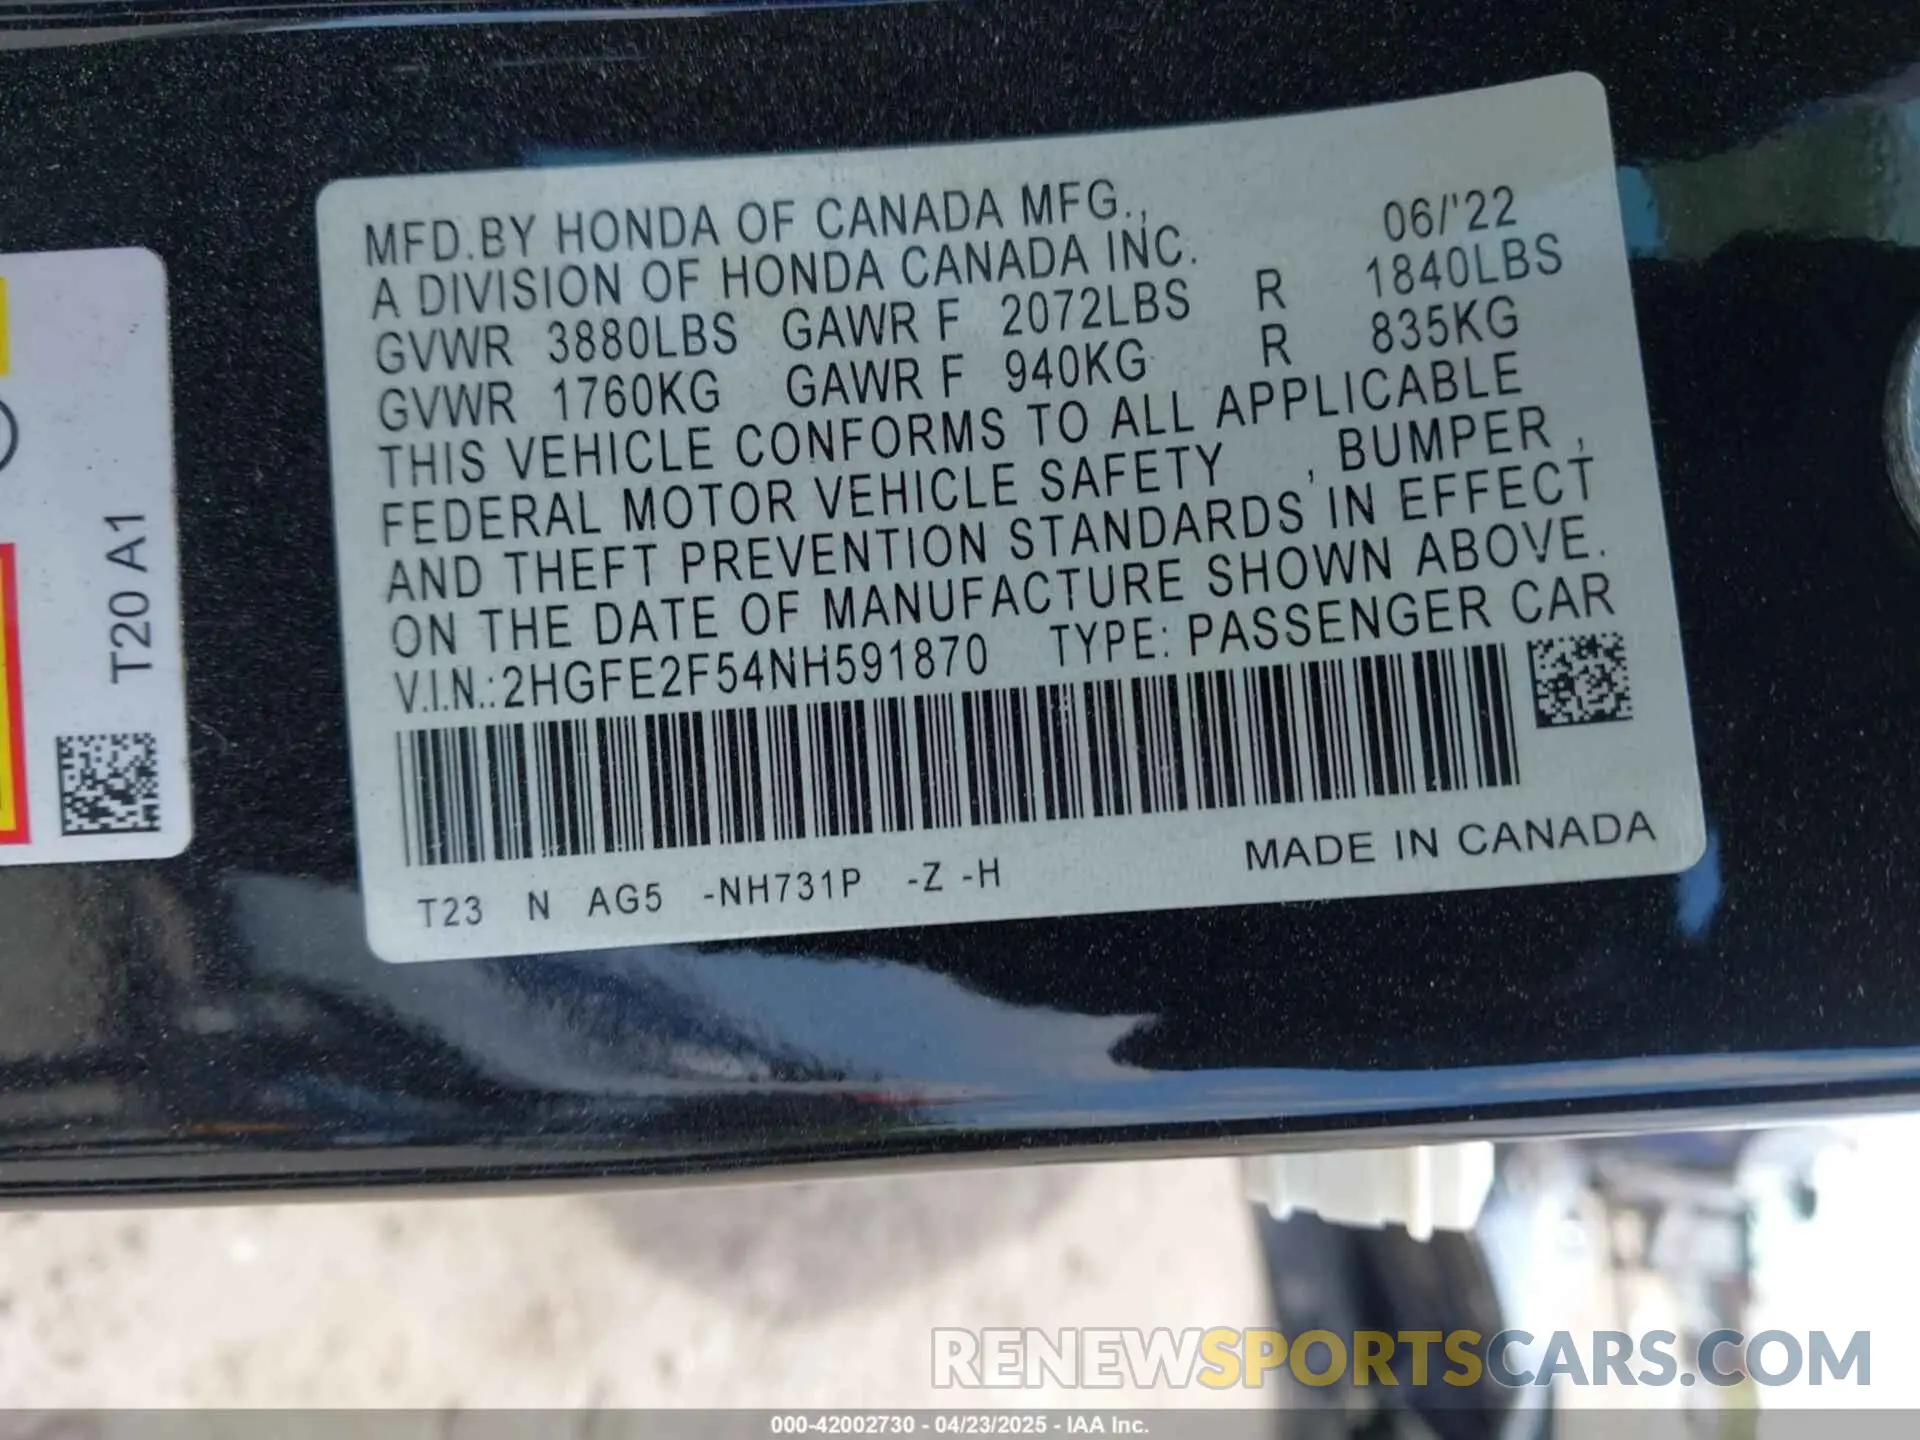 MFD.BY HONDA OF CANADA MFG., 06/'22
A DIVISION OF HONDA CANADA INC.
GVWR 3880LBS GAWR F 2072LBS R 1840LBS
GVWR 1760KG GAWR F 940KG R 835KG
THIS VEHICLE CONFORMS TO ALL APPLICABLE
FEDERAL MOTOR VEHICLE SAFETY , BUMPER ,
AND THEFT PREVENTION STANDARDS IN EFFECT
ON THE DATE OF MANUFACTURE SHOWN ABOVE.
V.I.N.: 2HGFE2F54NH591870 TYPE: PASSENGER CAR
T23 N AG5 -NH731P -Z -H MADE IN CANADA
T20 A1
RENEWSPORTSCARS.COM
000-42002730 - 04/23/2025 - IAA Inc.